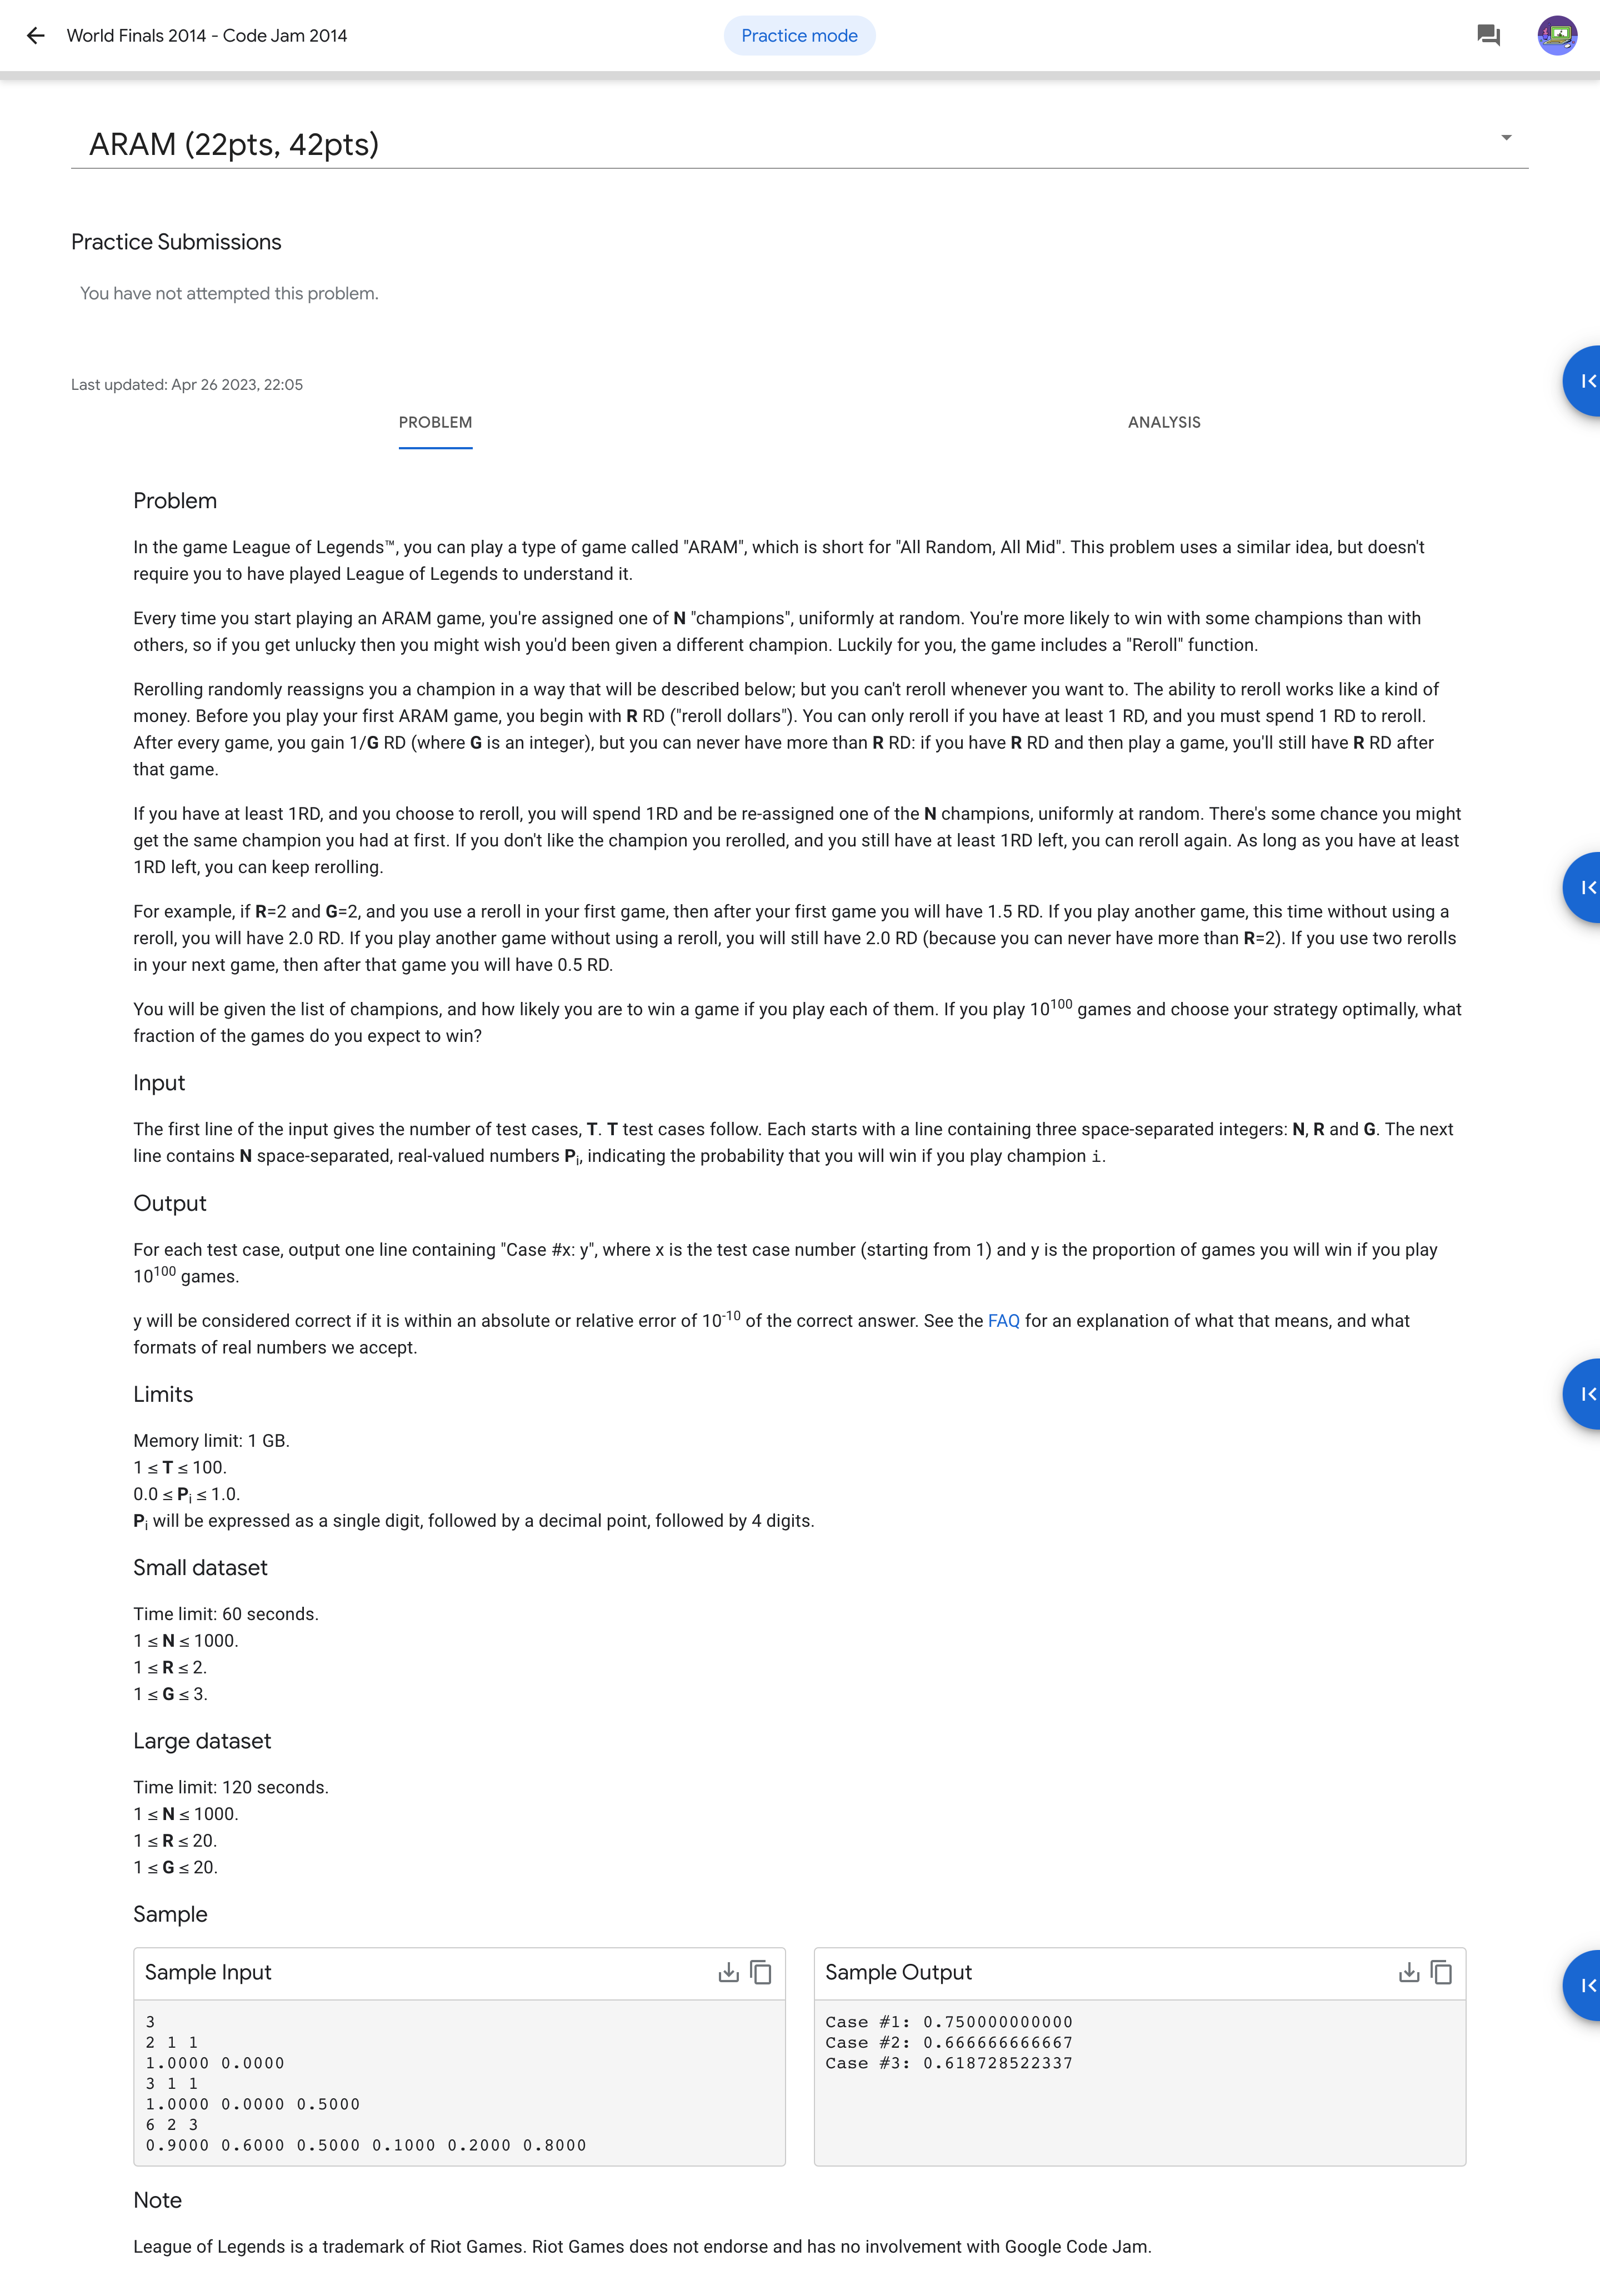 World Finals 2014 - Code Jam 2014
Practice mode
ARAM (22pts, 42pts)
Practice Submissions
You have not attempted this problem.
Last updated: Apr 26 2023, 22:05
PROBLEM
ANALYSIS
Problem
In the game League of Legends™, you can play a type of game called "ARAM", which is short for "All Random, All Mid". This problem uses a similar idea, but doesn't
require you to have played League of Legends to understand it.
Every time you start playing an ARAM game, you're assigned one of N "champions", uniformly at random. You're more likely to win with some champions than with
others, so if you get unlucky then you might wish you'd been given a different champion. Luckily for you, the game includes a "Reroll" function.
Rerolling randomly reassigns you a champion in a way that will be described below; but you can't reroll whenever you want to. The ability to reroll works like a kind of
money. Before you play your first ARAM game, you begin with R RD ("reroll dollars"). You can only reroll if you have at least 1 RD, and you must spend 1 RD to reroll.
After every game, you gain 1/G RD (where G is an integer), but you can never have more than R RD: if you have R RD and then play a game, you'll still have R RD after
that game.
If you have at least 1RD, and you choose to reroll, you will spend 1RD and be re-assigned one of the N champions, uniformly at random. There's some chance you might
get the same champion you had at first. If you don't like the champion you rerolled, and you still have at least 1RD left, you can reroll again. As long as you have at least
1RD left, you can keep rerolling.
For example, if R=2 and G=2, and you use a reroll in your first game, then after your first game you will have 1.5 RD. If you play another game, this time without using a
reroll, you will have 2.0 RD. If you play another game without using a reroll, you will still have 2.0 RD (because you can never have more than R=2). If you use two rerolls
in your next game, then after that game you will have 0.5 RD.
You will be given the list of champions, and how likely you are to win a game if you play each of them. If you play 10^100 games and choose your strategy optimally, what
fraction of the games do you expect to win?
Input
The first line of the input gives the number of test cases, T. T test cases follow. Each starts with a line containing three space-separated integers: N, R and G. The next
line contains N space-separated, real-valued numbers P_i, indicating the probability that you will win if you play champion i.
Output
For each test case, output one line containing "Case #x: y", where x is the test case number (starting from 1) and y is the proportion of games you will win if you play
10^100 games.
y will be considered correct if it is within an absolute or relative error of 10^-10 of the correct answer. See the FAQ for an explanation of what that means, and what
formats of real numbers we accept.
Limits
Memory limit: 1 GB.
1 ≤ T ≤ 100.
0.0 ≤ P_i ≤ 1.0.
P_i will be expressed as a single digit, followed by a decimal point, followed by 4 digits.
Small dataset
Time limit: 60 seconds.
1 ≤ N ≤ 1000.
1 ≤ R ≤ 2.
1 ≤ G ≤ 3.
Large dataset
Time limit: 120 seconds.
1 ≤ N ≤ 1000.
1 ≤ R ≤ 20.
1 ≤ G ≤ 20.
Sample
Sample Input
3
2 1 1
1.0000 0.0000
3 1 1
1.0000 0.0000 0.5000
6 2 3
0.9000 0.6000 0.5000 0.1000 0.2000 0.8000
Sample Output
Case #1: 0.750000000000
Case #2: 0.666666666667
Case #3: 0.618728522337
Note
League of Legends is a trademark of Riot Games. Riot Games does not endorse and has no involvement with Google Code Jam.